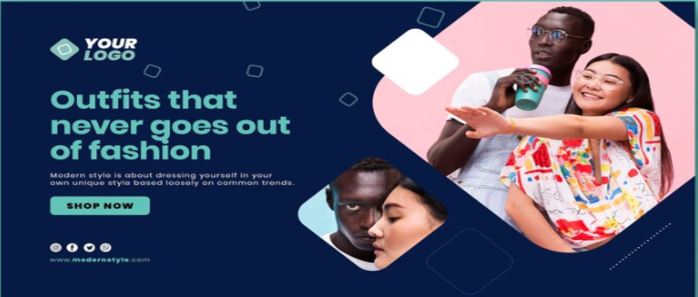 YOUR
LOGO
Outfits that
never goes out
of fashion
Modern style is about dressing yourself in your
own unique style based loosely on common trends.
SHOP NOW
www.modernstyle.com